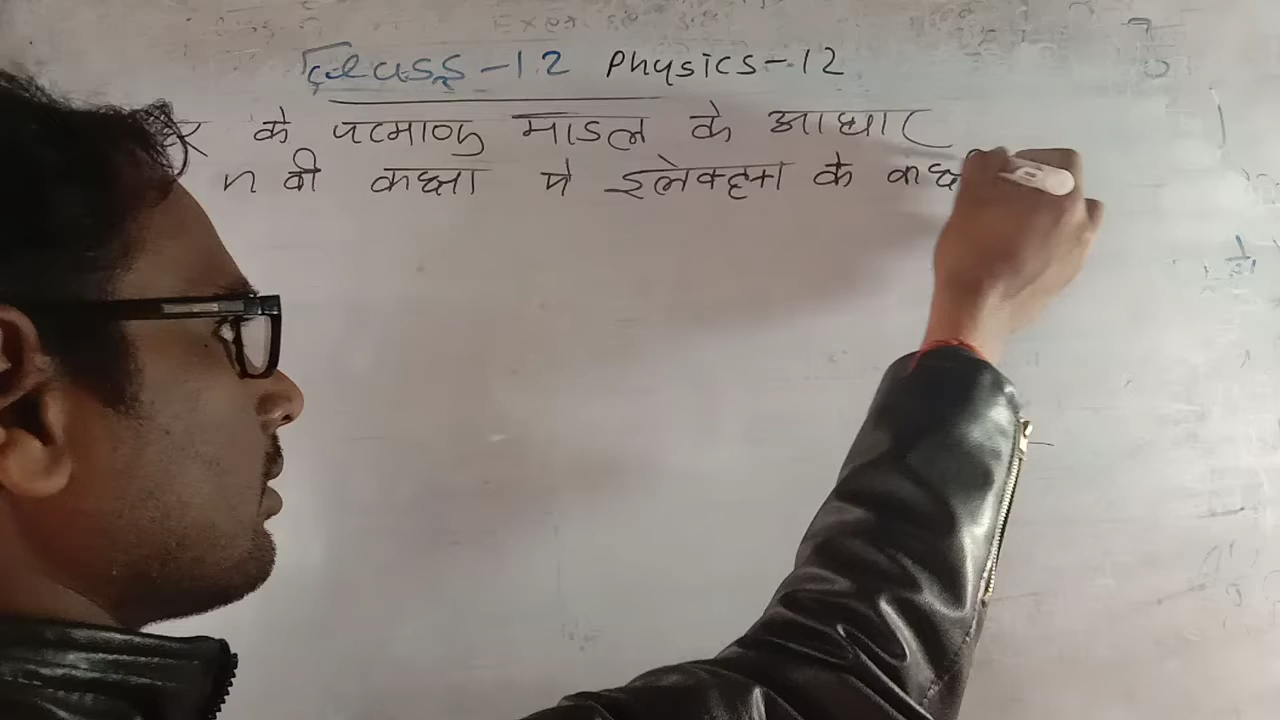 Class-12 Physics-12
के परमाणु माडल के आधार
n वी कक्षा मे इलेक्ट्रान के